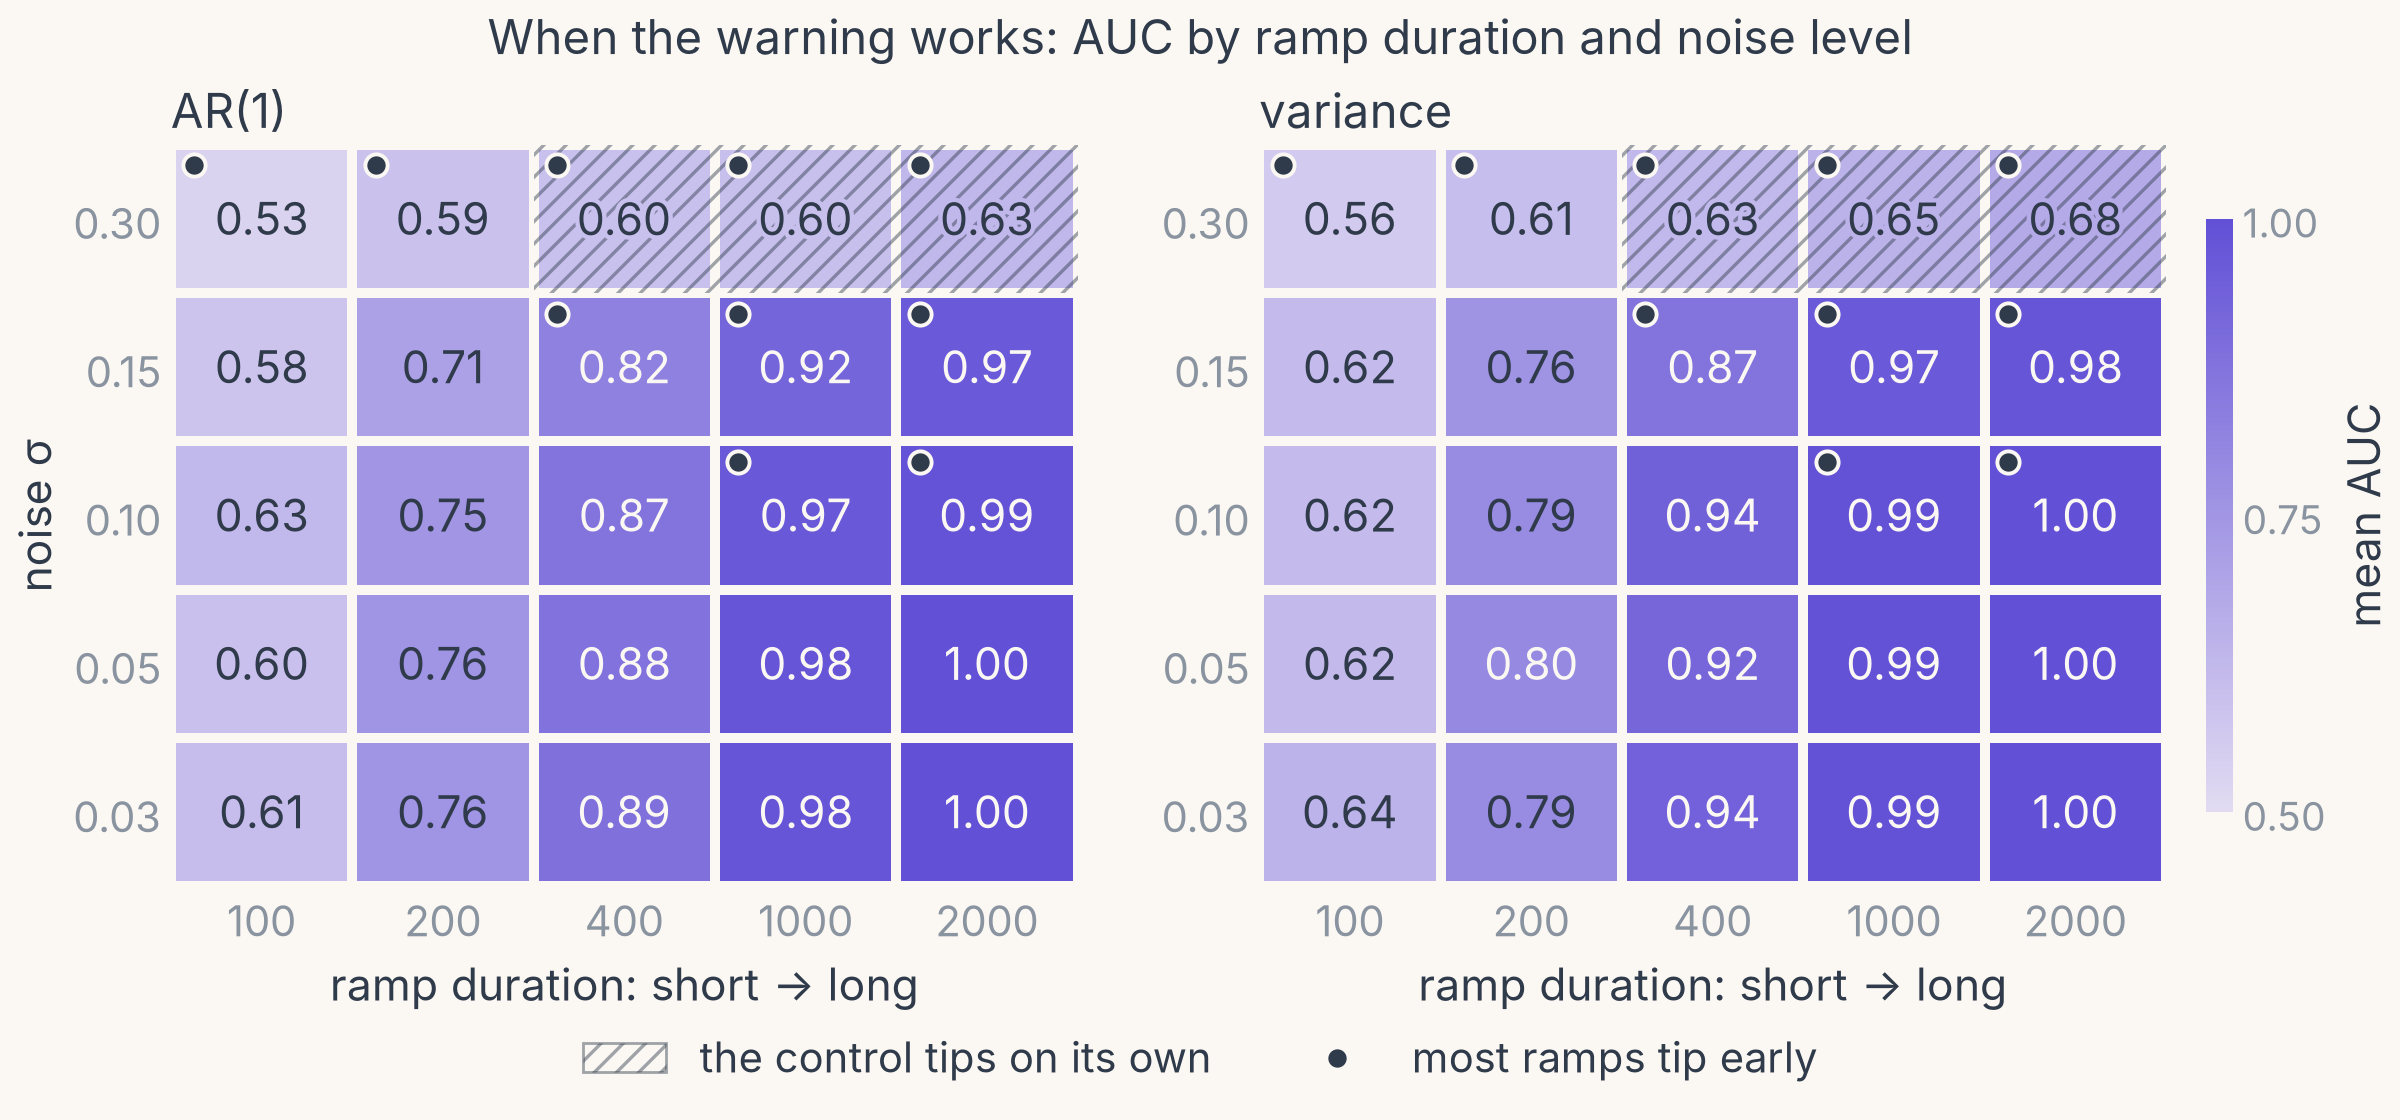 When the warning works: AUC by ramp duration and noise level
AR(1)
variance
noise σ
0.30 0.53 0.59 0.60 0.60 0.63
0.15 0.58 0.71 0.82 0.92 0.97
0.10 0.63 0.75 0.87 0.97 0.99
0.05 0.60 0.76 0.88 0.98 1.00
0.03 0.61 0.76 0.89 0.98 1.00
100 200 400 1000 2000
ramp duration: short → long
0.30 0.56 0.61 0.63 0.65 0.68
0.15 0.62 0.76 0.87 0.97 0.98
0.10 0.62 0.79 0.94 0.99 1.00
0.05 0.62 0.80 0.92 0.99 1.00
0.03 0.64 0.79 0.94 0.99 1.00
100 200 400 1000 2000
ramp duration: short → long
1.00
0.75
0.50
mean AUC
the control tips on its own
most ramps tip early